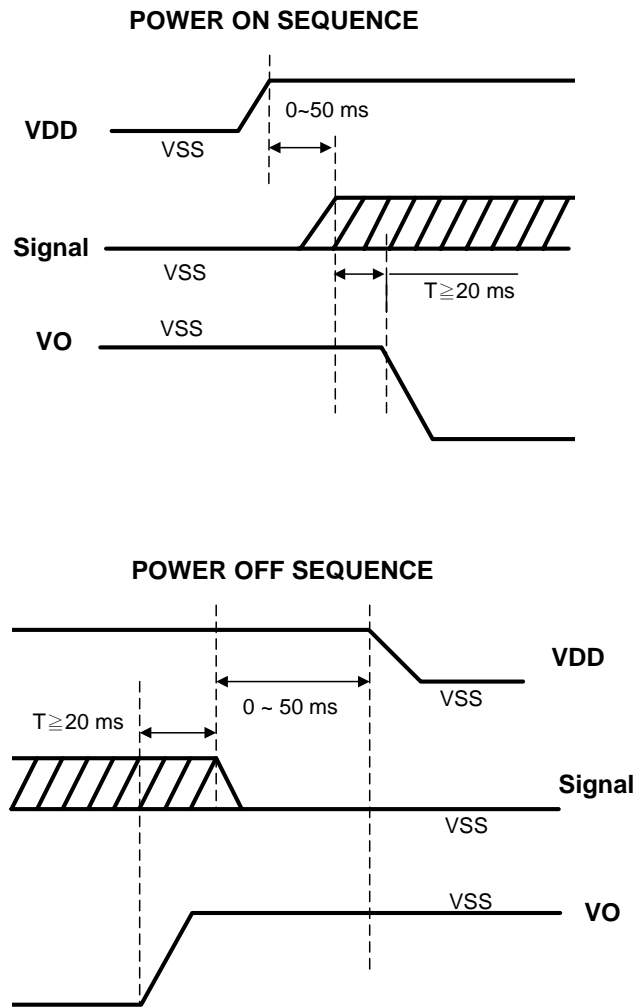 POWER ON SEQUENCE
0~50 ms
VDD
VSS
Signal
VSS
T≧20 ms
VSS
VO
POWER OFF SEQUENCE
VDD
VSS
T≧20 ms
0 ~ 50 ms
Signal
VSS
VSS
VO